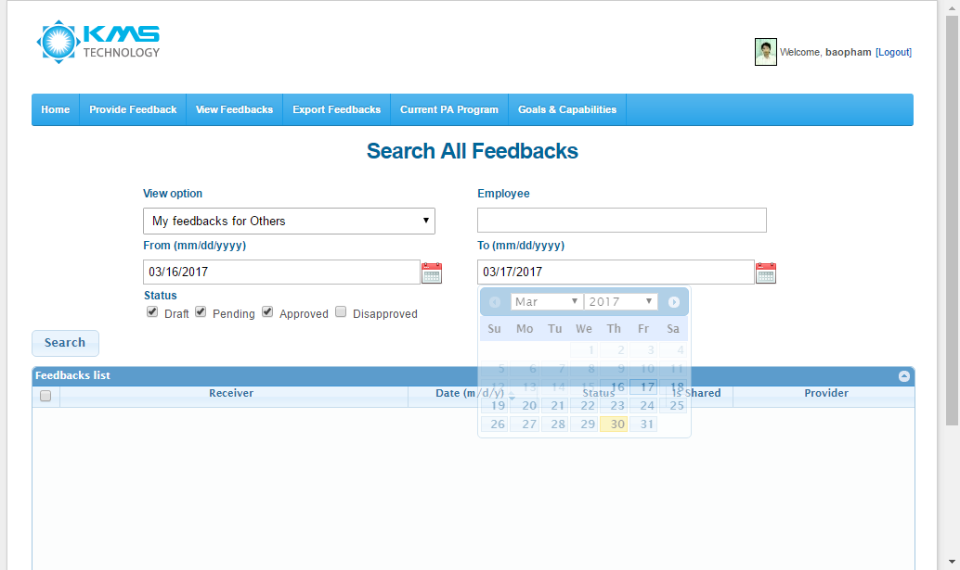 KMS
TECHNOLOGY
Welcome, baopham [Logout]
Home Provide Feedback View Feedbacks Export Feedbacks Current PA Program Goals & Capabilities
Search All Feedbacks
View option Employee
My feedbacks for Others
From (mm/dd/yyyy) To (mm/dd/yyyy)
03/16/2017 03/17/2017
Status
Draft Pending Approved Disapproved
Mar 2017
Su Mo Tu We Th Fr Sa
1 2 3 4
5 6 7 8 9 10 11
12 13 14 15 16 17 18
19 20 21 22 23 24 25
26 27 28 29 30 31
Search
Feedbacks list
Receiver Date (m/d/y) Status Is Shared Provider